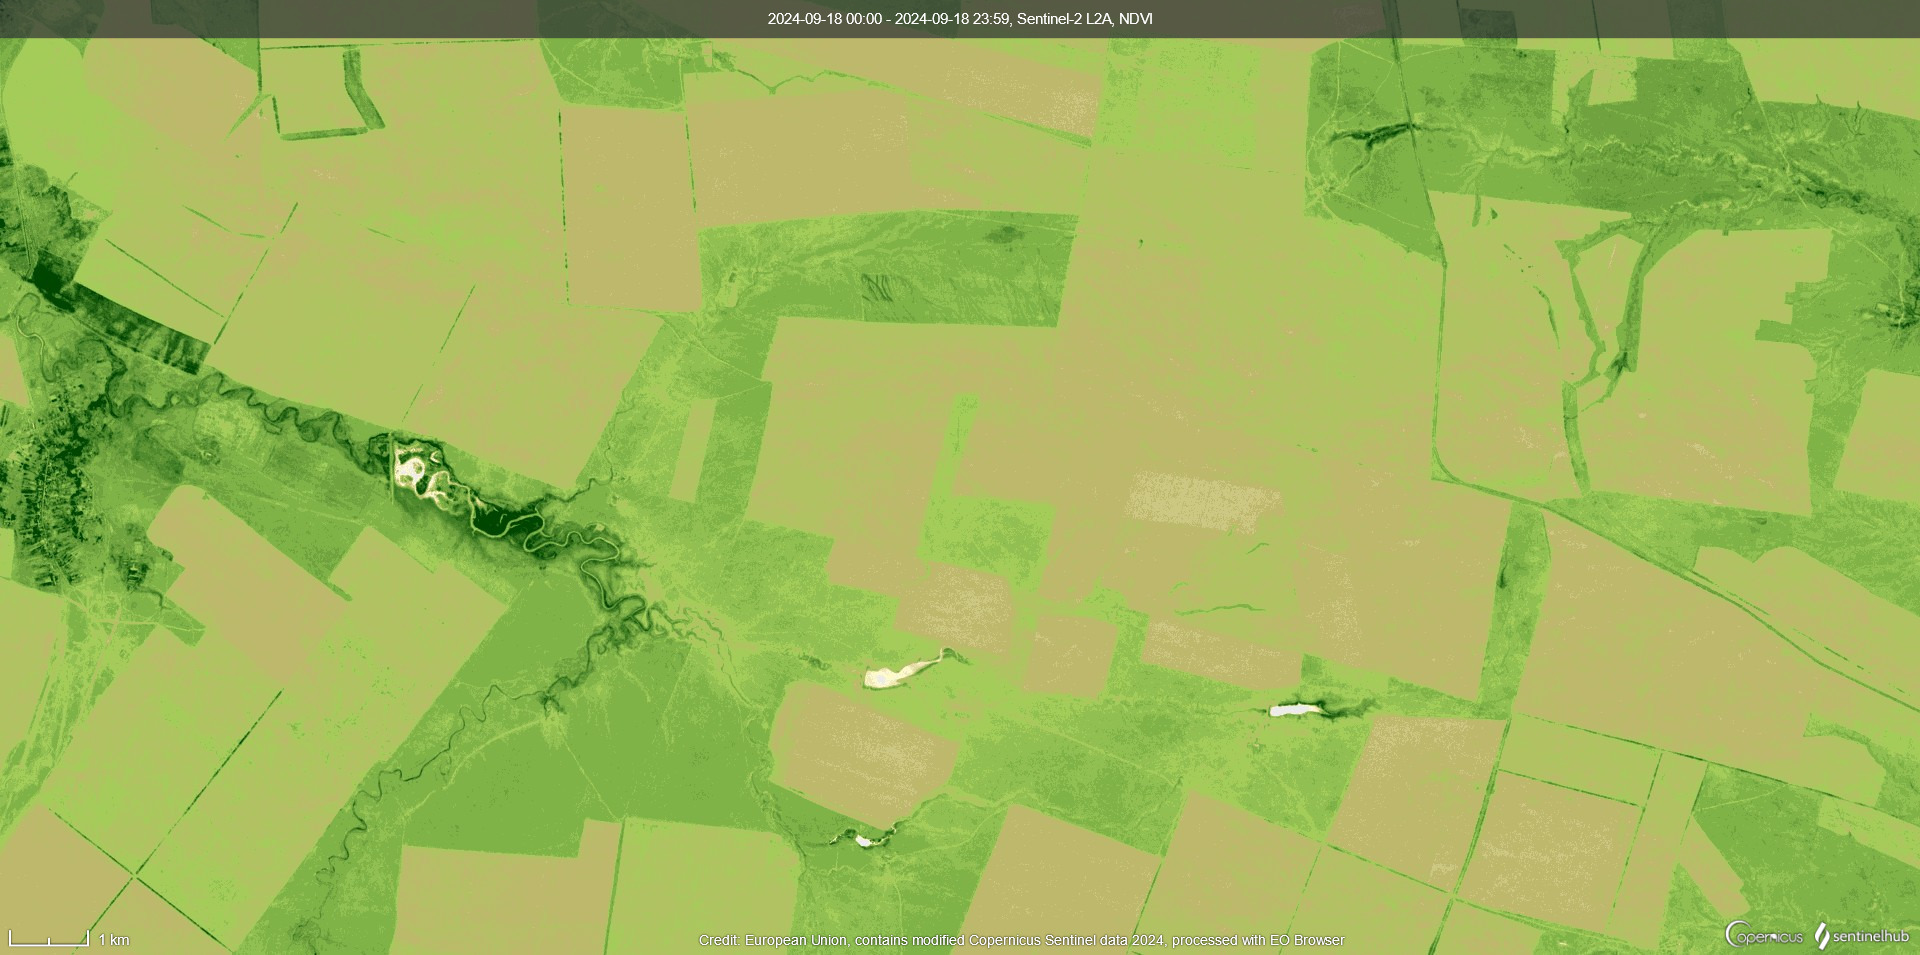 2024-09-18 00:00 - 2024-09-18 23:59, Sentinel-2 L2A, NDVI
1 km
Credit: European Union, contains modified Copernicus Sentinel data 2024, processed with EO Browser
opernicus
sentinelhub